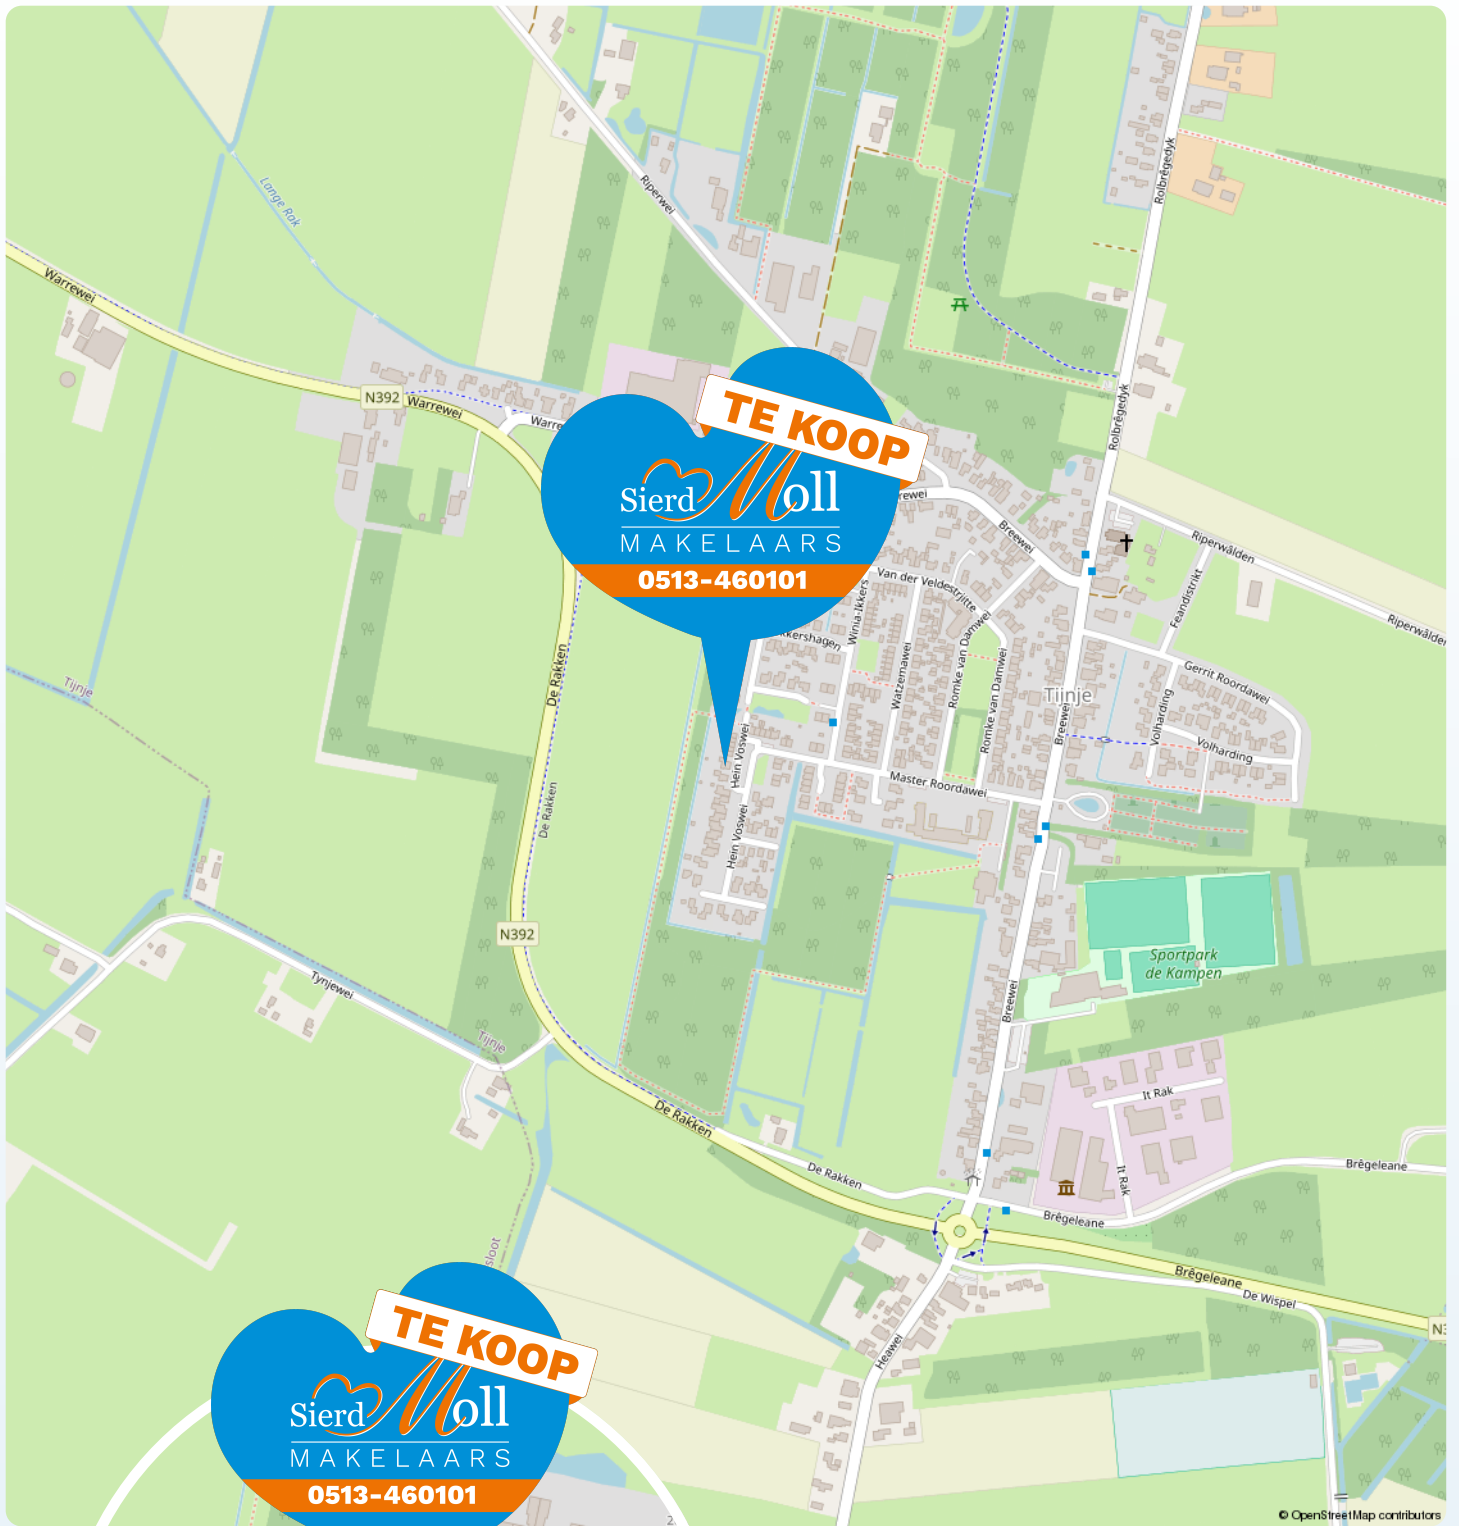 Rolbrêgedyk
Lange Rak
Riperwei
Warrewei
N392
Warrewei
Rolbrêgedyk
TE KOOP
Sierd Moll
MAKELAARS
0513-460101
Breewei
Riperwâlden
Riperwâlden
Van der Veldestrjitte
Winia-Ikkers
Feandistrikt
Romke van Damwei
Watzemawei
Romke van Damwei
Gerrit Roordawei
De Rakken
Tijnje
Tijnje
Breewei
Volharding
Volharding
Hein Voswei
Master Roordawei
De Rakken
Hein Voswei
N392
Sportpark
de Kampen
Tynjewei
Breewei
Tijnje
It Rak
De Rakken
De Rakken
It Rak
Brêgeleane
Brêgeleane
Brêgeleane
De Wispel
Heawei
TE KOOP
Sierd Moll
MAKELAARS
0513-460101
© OpenStreetMap contributors